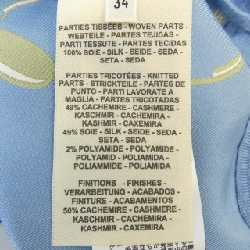 34
PARTIES TISSÉES - WOVEN PARTS
WEBTEILE - PARTES TEJIDAS
PARTI TESSUTE - PARTES TECIDAS
100% SOIE - SILK - SEIDE - SEDA
SETA - SEDA
PARTIES TRICOTÉES - KNITTED
PARTS - STRICKTEILE - PARTES DE
PUNTO - PARTI LAVORATE A
MAGLIA - PARTES TRICOTADAS
49% CACHEMIRE - CASHMERE -
KASCHMIR - CACHEMIRA -
KASHMIR - CAXEMIRA
49% SOIE - SILK - SEIDE - SEDA
SETA - SEDA
2% POLYAMIDE - POLYAMIDE -
POLYAMID - POLIAMIDA -
POLIAMMIDE - POLIAMIDA
FINITIONS - FINISHES -
VERARBEITUNG - ACABADOS -
FINITURE - ACABAMENTOS
50% CACHEMIRE - CASHMERE -
KASCHMIR - CACHEMIRA -